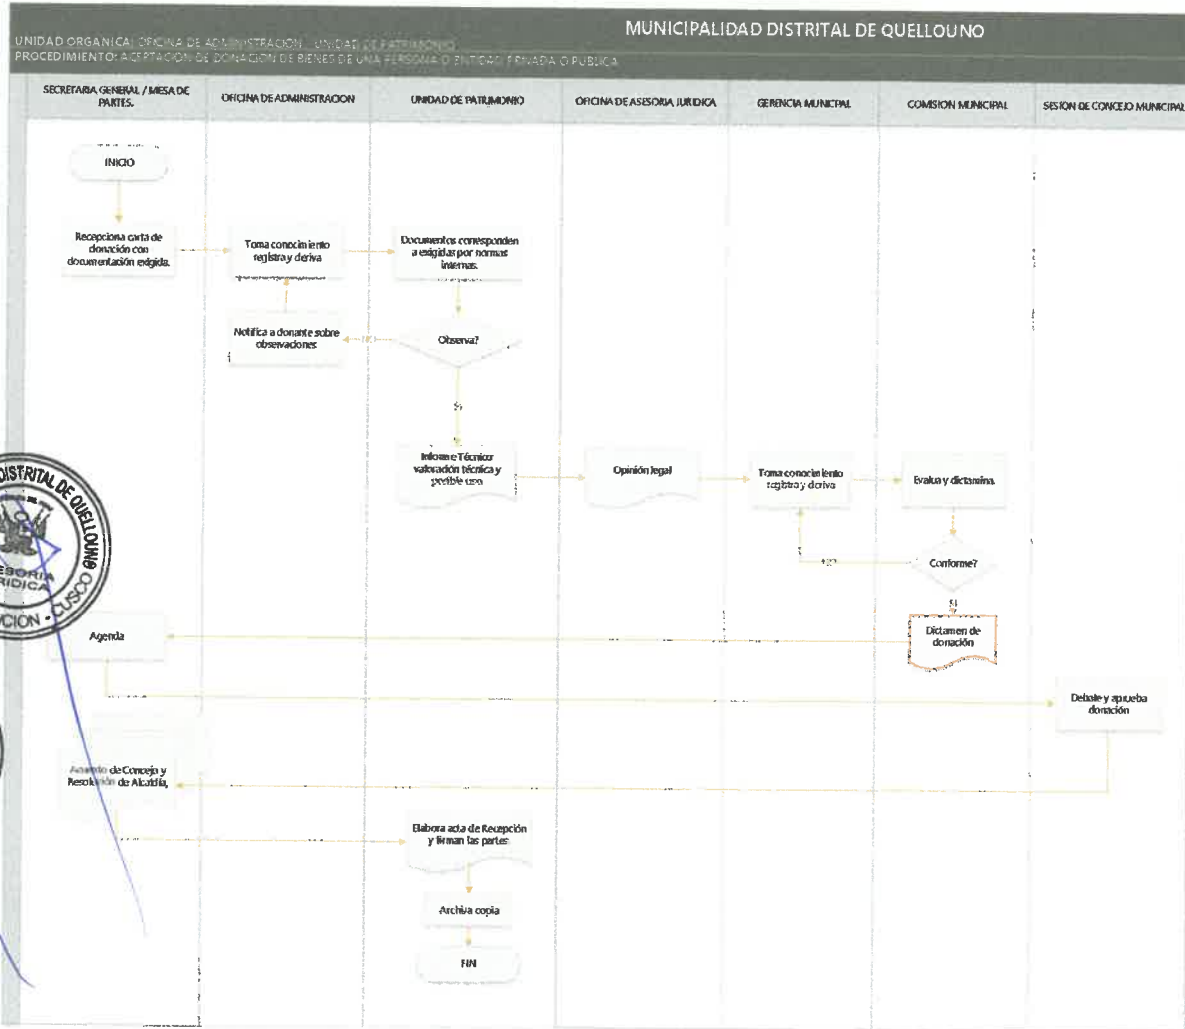 MUNICIPALIDAD DISTRITAL DE QUELLOUNO
UNIDAD ORGANICA: OFICINA DE ADMINISTRACION - UNIDAD DE PATRIMONIO
PROCEDIMIENTO: ACEPTACION DE DONACION DE BIENES DE UNA PERSONA O ENTIDAD PRIVADA O PUBLICA
SECRETARIA GENERAL / MESA DE
PARTES.
OFICINA DE ADMINISTRACION
UNIDAD DE PATRIMONIO
OFICINA DE ASESORIA JURIDICA
GERENCIA MUNICIPAL
COMISION MUNICIPAL
SESION DE CONCEJO MUNICIPAL
INICIO
Recepciona carta de
donación con
documentación exigida.
Toma conocimiento
registra y deriva
Documentos corresponden
a exigidas por normas
internas.
Notifica a donante sobre
observaciones
NO
Observa?
Si
Informe Técnico
valoración técnica y
posible uso
Opinión legal
Toma conocimiento
registra y deriva
Evalua y dictamina.
NO
Conforme?
SI
Dictamen de
donación
Agenda
Debate y aprueba
donación
Acuerdo de Concejo y
Resolución de Alcaldía,
Elabora acta de Recepción
y firman las partes
Archiva copia
FIN
DISTRITAL DE QUELLOUNO
CUSCO